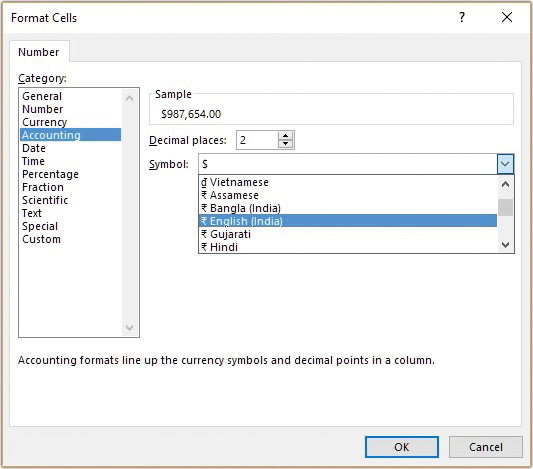 Format Cells ? ×
Number
Category:
General
Number
Currency
Accounting
Date
Time
Percentage
Fraction
Scientific
Text
Special
Custom
Sample
$987,654.00
Decimal places: 2
Symbol: $
₫ Vietnamese
₹ Assamese
₹ Bangla (India)
₹ English (India)
₹ Gujarati
₹ Hindi
Accounting formats line up the currency symbols and decimal points in a column.
OK Cancel